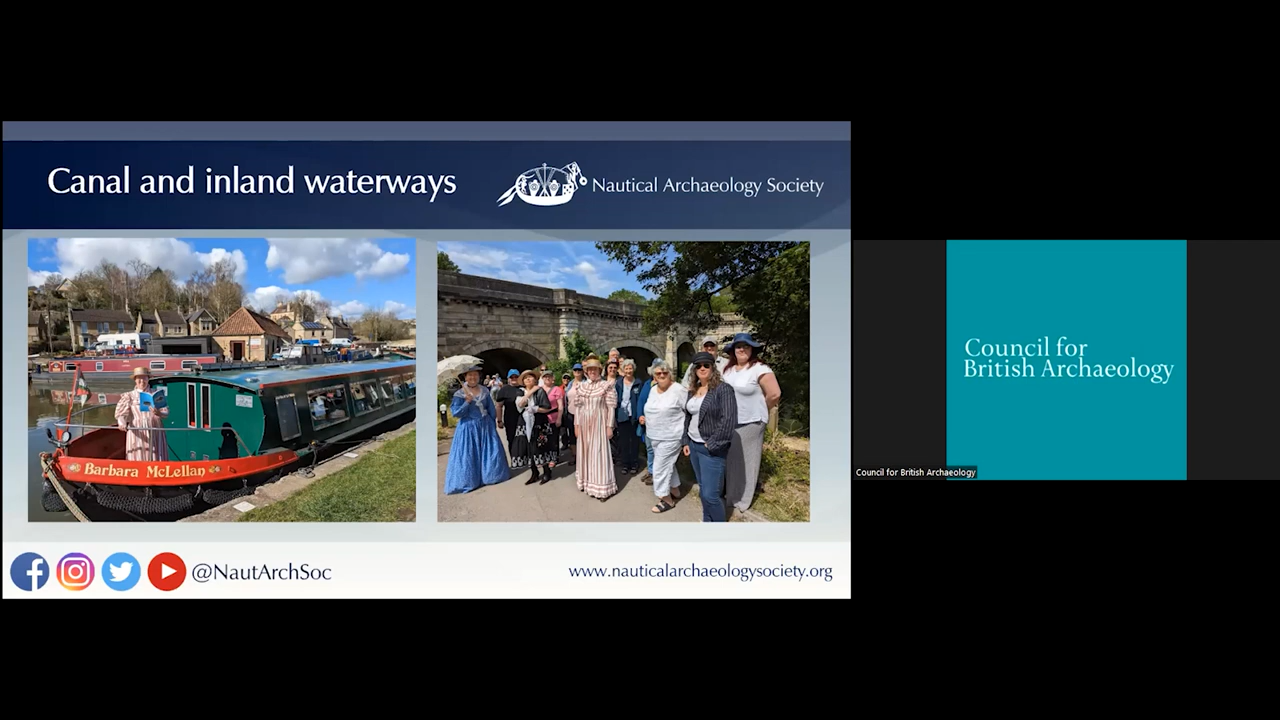 Canal and inland waterways
Nautical Archaeology Society
Barbara McLellan
@NautArchSoc
www.nauticalarchaeologysociety.org
Council for
British Archaeology
Council for British Archaeology